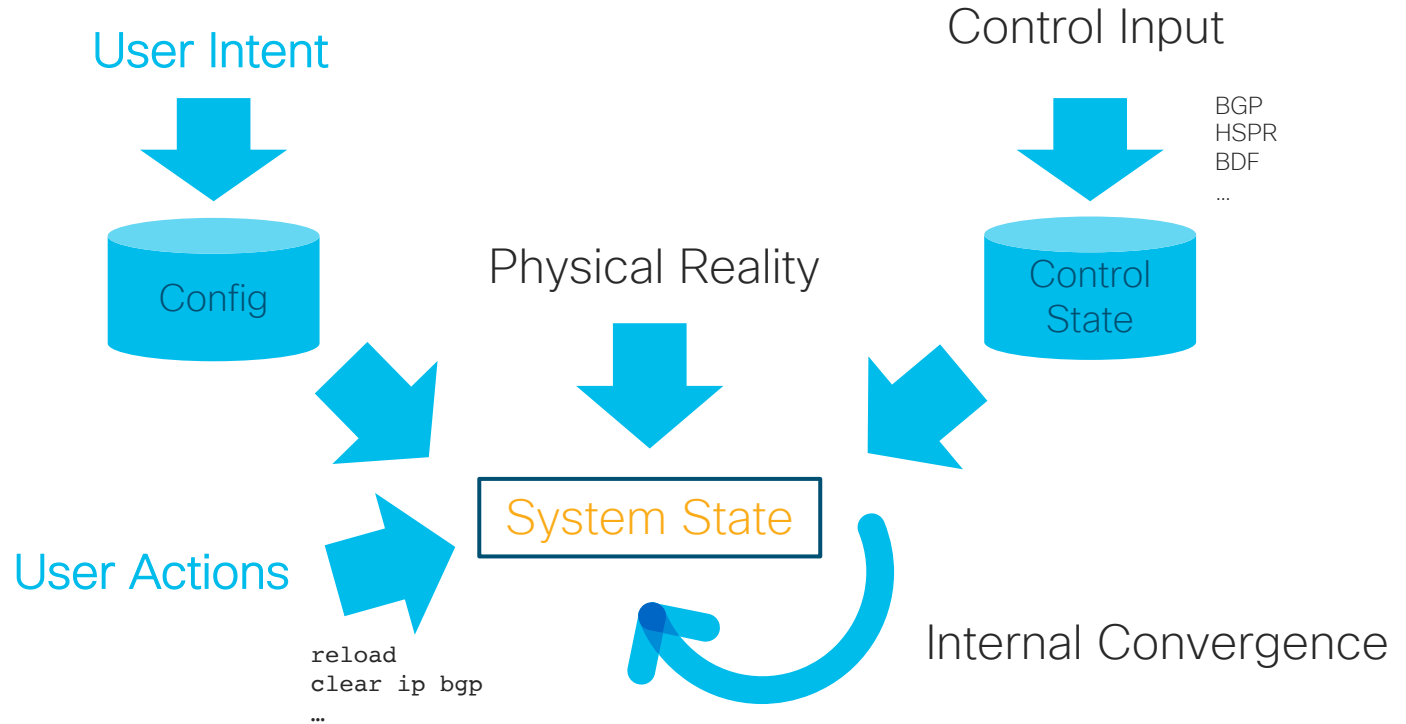 User Intent
Control Input
BGP
HSPR
BDF
...
Config
Physical Reality
Control
State
System State
User Actions
reload
clear ip bgp
…
Internal Convergence